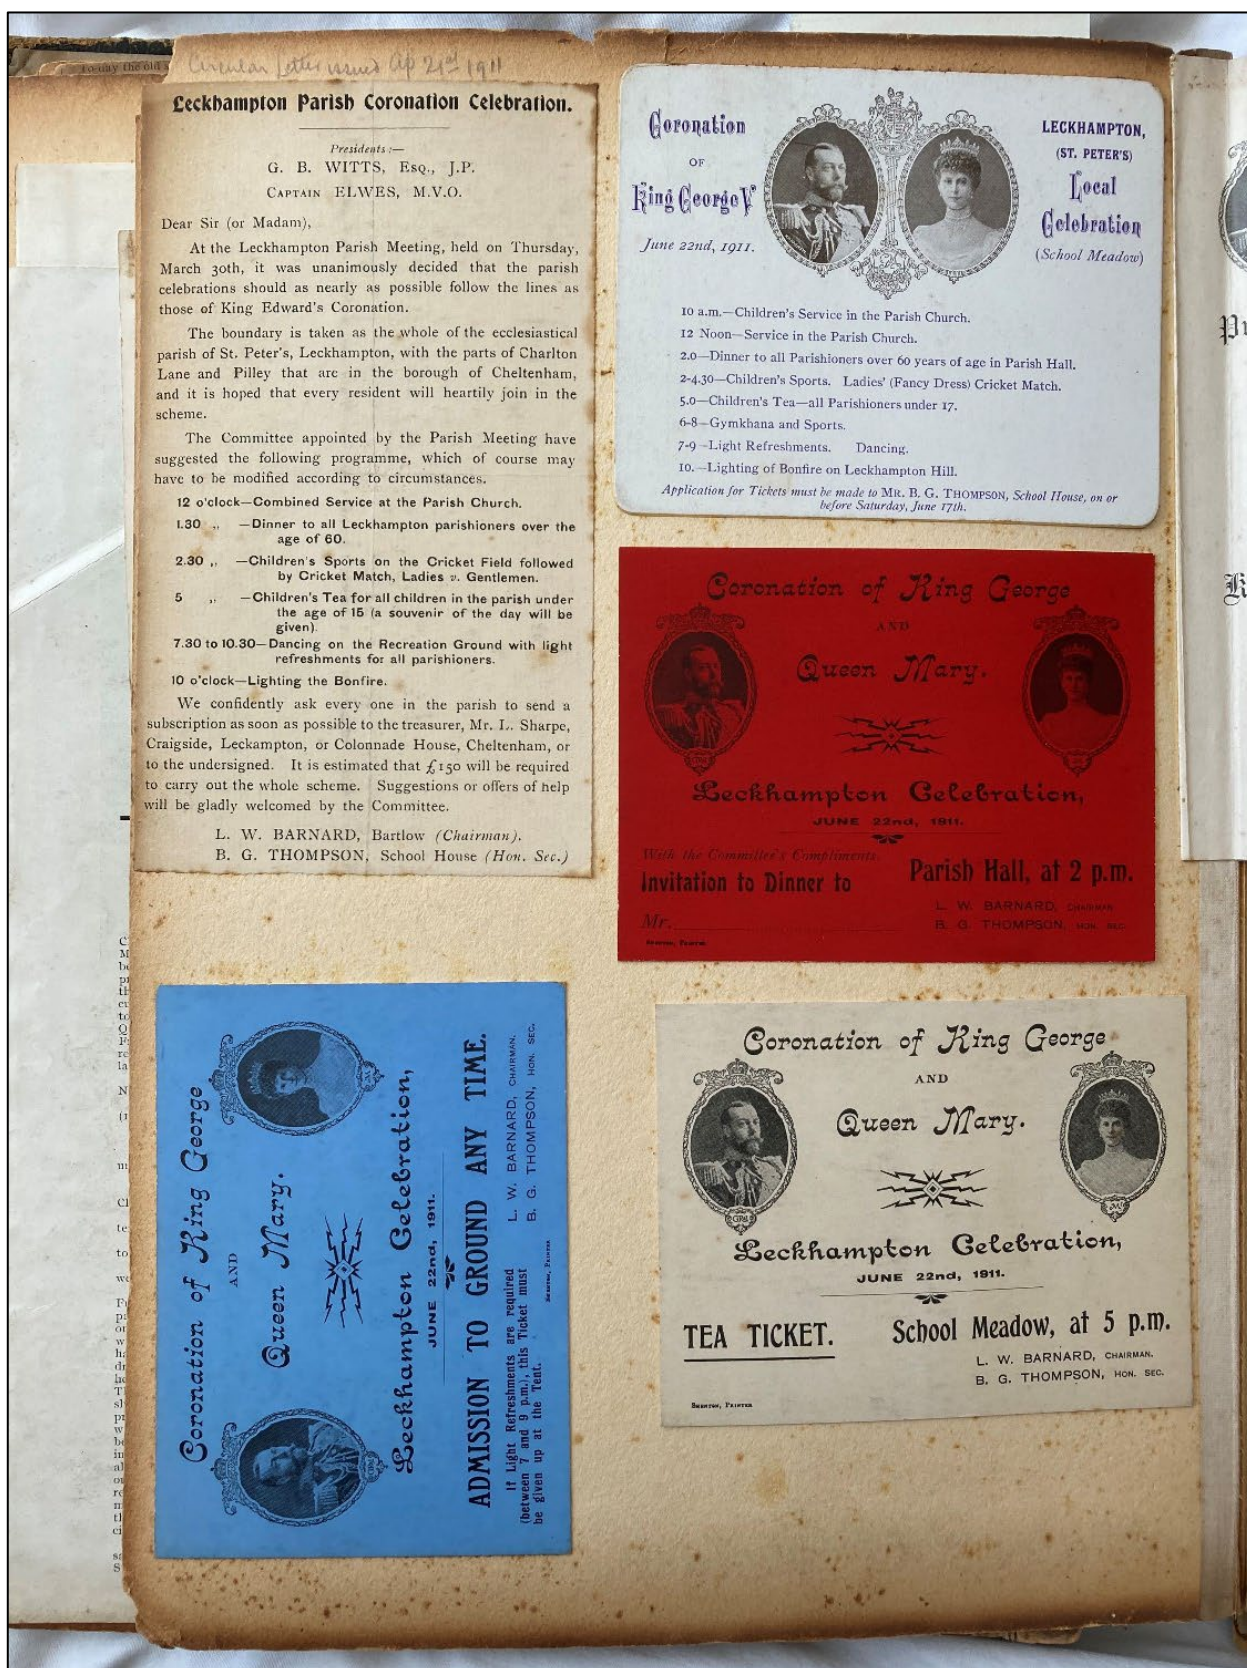 To-day the old
Circular letter issued Ap 21st 1911
Leckhampton Parish Coronation Celebration.
Presidents:—
G. B. WITTS, Esq., J.P.
CAPTAIN ELWES, M.V.O.
Dear Sir (or Madam),
At the Leckhampton Parish Meeting, held on Thursday,
March 30th, it was unanimously decided that the parish
celebrations should as nearly as possible follow the lines as
those of King Edward's Coronation.
The boundary is taken as the whole of the ecclesiastical
parish of St. Peter's, Leckhampton, with the parts of Charlton
Lane and Pilley that are in the borough of Cheltenham,
and it is hoped that every resident will heartily join in the
scheme.
The Committee appointed by the Parish Meeting have
suggested the following programme, which of course may
have to be modified according to circumstances.
12 o'clock—Combined Service at the Parish Church.
1.30 ,, —Dinner to all Leckhampton parishioners over the
age of 60.
2.30 ,, —Children's Sports on the Cricket Field followed
by Cricket Match, Ladies v. Gentlemen.
5 ,, —Children's Tea for all children in the parish under
the age of 15 (a souvenir of the day will be
given).
7.30 to 10.30—Dancing on the Recreation Ground with light
refreshments for all parishioners.
10 o'clock—Lighting the Bonfire.
We confidently ask every one in the parish to send a
subscription as soon as possible to the treasurer, Mr. L. Sharpe,
Craigside, Leckampton, or Colonnade House, Cheltenham, or
to the undersigned. It is estimated that £150 will be required
to carry out the whole scheme. Suggestions or offers of help
will be gladly welcomed by the Committee.
L. W. BARNARD, Bartlow (Chairman).
B. G. THOMPSON, School House (Hon. Sec.)
Coronation
OF
King George V
June 22nd, 1911.
LECKHAMPTON,
(ST. PETER'S)
Local
Celebration
(School Meadow)
10 a.m.—Children's Service in the Parish Church.
12 Noon—Service in the Parish Church.
2.0—Dinner to all Parishioners over 60 years of age in Parish Hall.
2-4.30—Children's Sports. Ladies' (Fancy Dress) Cricket Match.
5.0—Children's Tea—all Parishioners under 17.
6-8—Gymkhana and Sports.
7-9—Light Refreshments. Dancing.
10.—Lighting of Bonfire on Leckhampton Hill.
Application for Tickets must be made to MR. B. G. THOMPSON, School House, on or
before Saturday, June 17th.
Coronation of King George
AND
Queen Mary.
Leckhampton Celebration,
JUNE 22nd, 1911.
With the Committee's Compliments.
Invitation to Dinner to
Mr.
Parish Hall, at 2 p.m.
L. W. BARNARD, CHAIRMAN.
B. G. THOMPSON, HON. SEC.
SHENTON, PRINTER
Coronation of King George
AND
Queen Mary.
Leckhampton Celebration,
JUNE 22nd, 1911.
ADMISSION TO GROUND ANY TIME.
If Light Refreshments are required
(between 7 and 9 p.m.), this Ticket must
be given up at the Tent.
L. W. BARNARD, CHAIRMAN.
B. G. THOMPSON, HON. SEC.
SHENTON, PRINTER
Coronation of King George
AND
Queen Mary.
Leckhampton Celebration,
JUNE 22nd, 1911.
TEA TICKET.
School Meadow, at 5 p.m.
L. W. BARNARD, CHAIRMAN.
B. G. THOMPSON, HON. SEC.
SHENTON, PRINTER